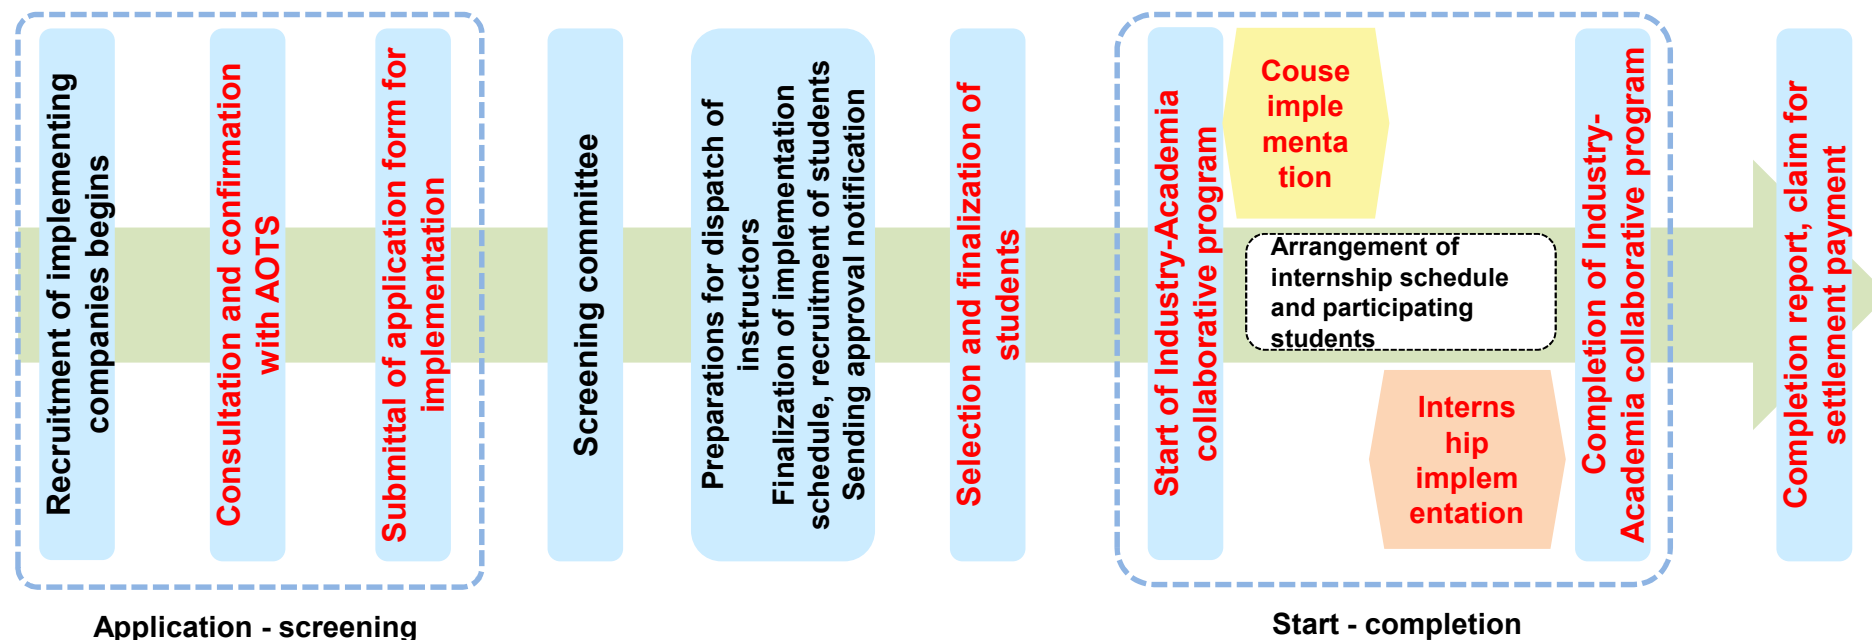 Recruitment of implementing
companies begins
Consultation and confirmation
with AOTS
Submittal of application form for
implementation
Screening committee
Preparations for dispatch of
instructors
Finalization of implementation
schedule, recruitment of students
Sending approval notification
Selection and finalization of
students
Start of Industry-Academia
collaborative program
Couse
imple
menta
tion
Arrangement of
internship schedule
and participating
students
Interns
hip
implem
entation
Completion of Industry-
Academia collaborative program
Completion report, claim for
settlement payment
Application - screening
Start - completion